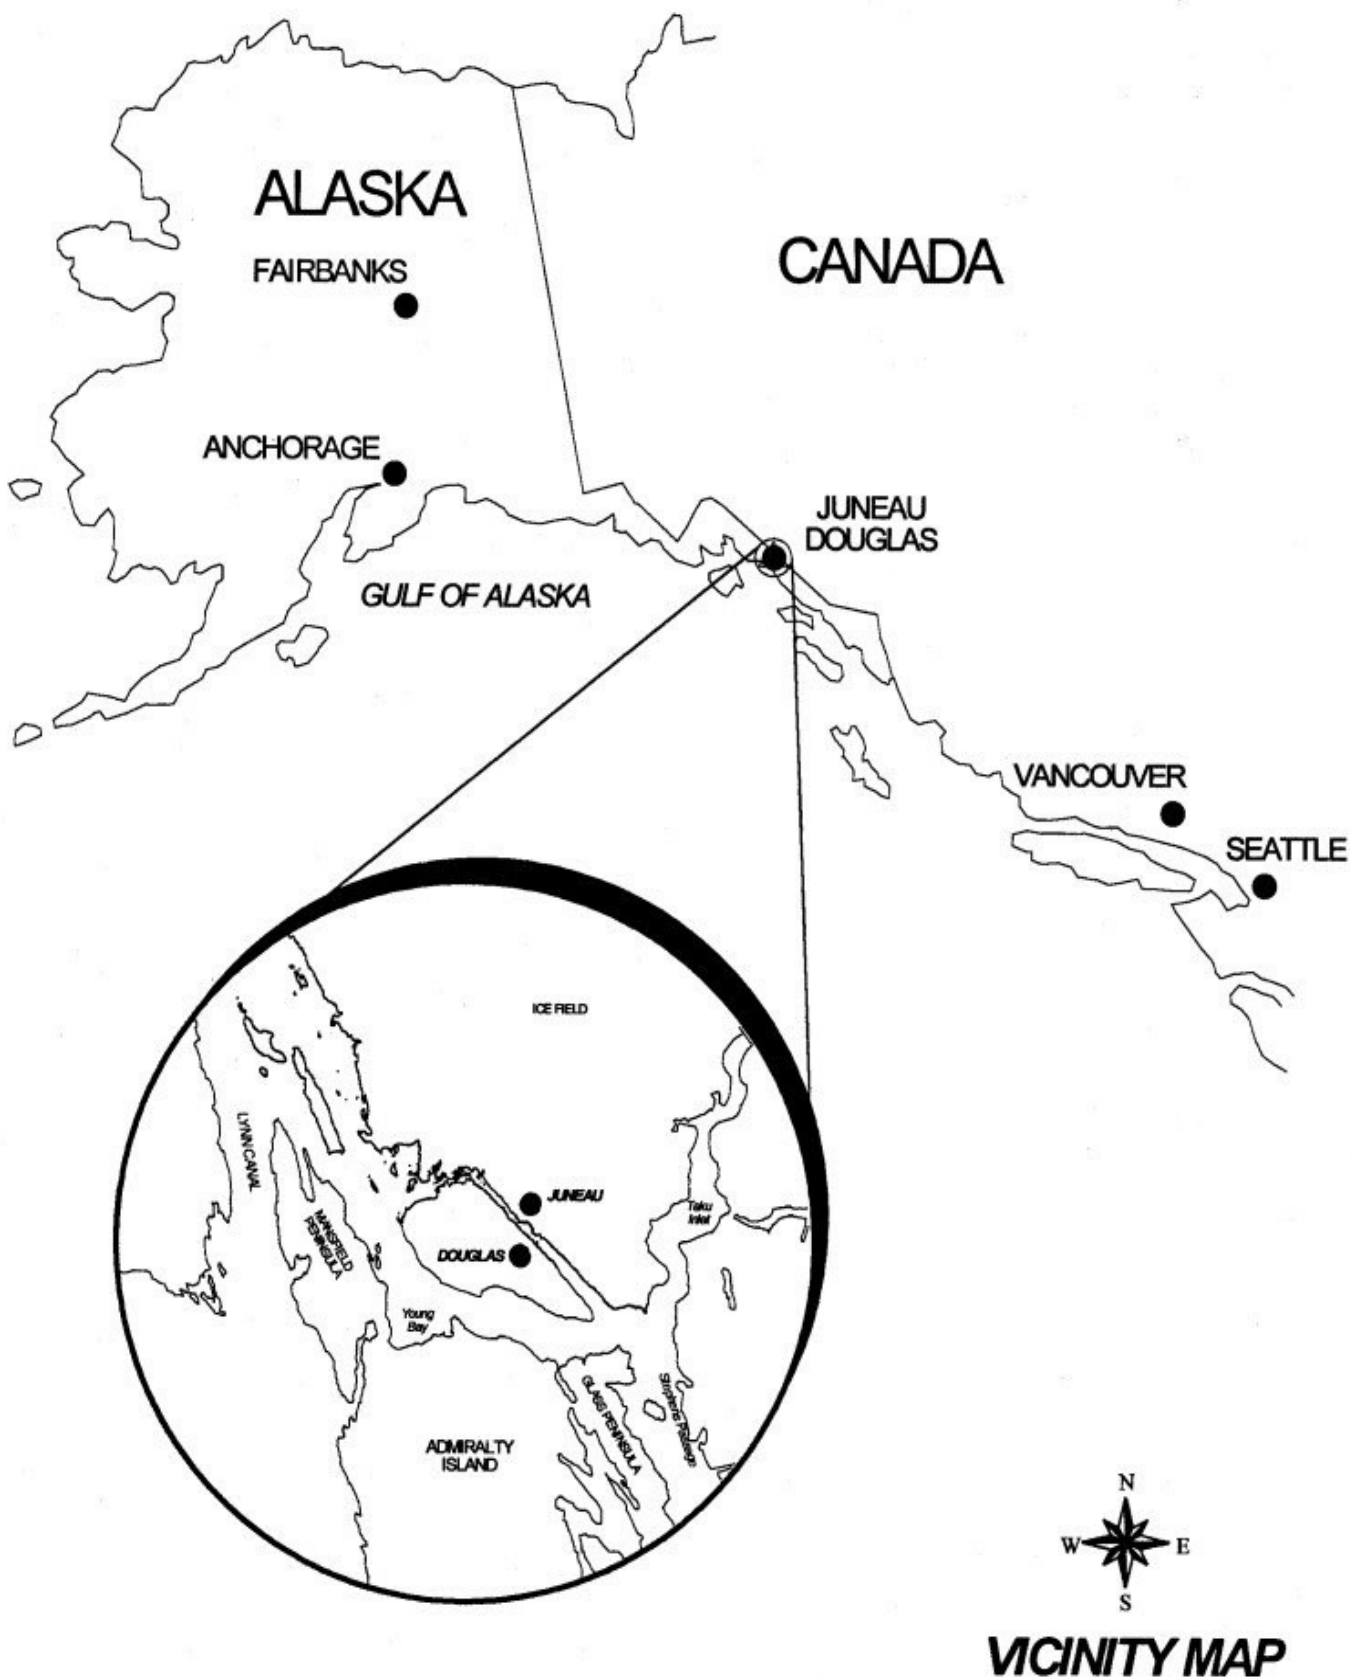 ALASKA
CANADA
FAIRBANKS
ANCHORAGE
JUNEAU
DOUGLAS
GULF OF ALASKA
VANCOUVER
SEATTLE
ICE FIELD
LYNN CANAL
JUNEAU
Taku
Inlet
MANSFIELD
PENINSULA
DOUGLAS
Young
Bay
GLASS PENINSULA
Stephens Passage
ADMIRALTY
ISLAND
N
W E
S
VICINITY MAP